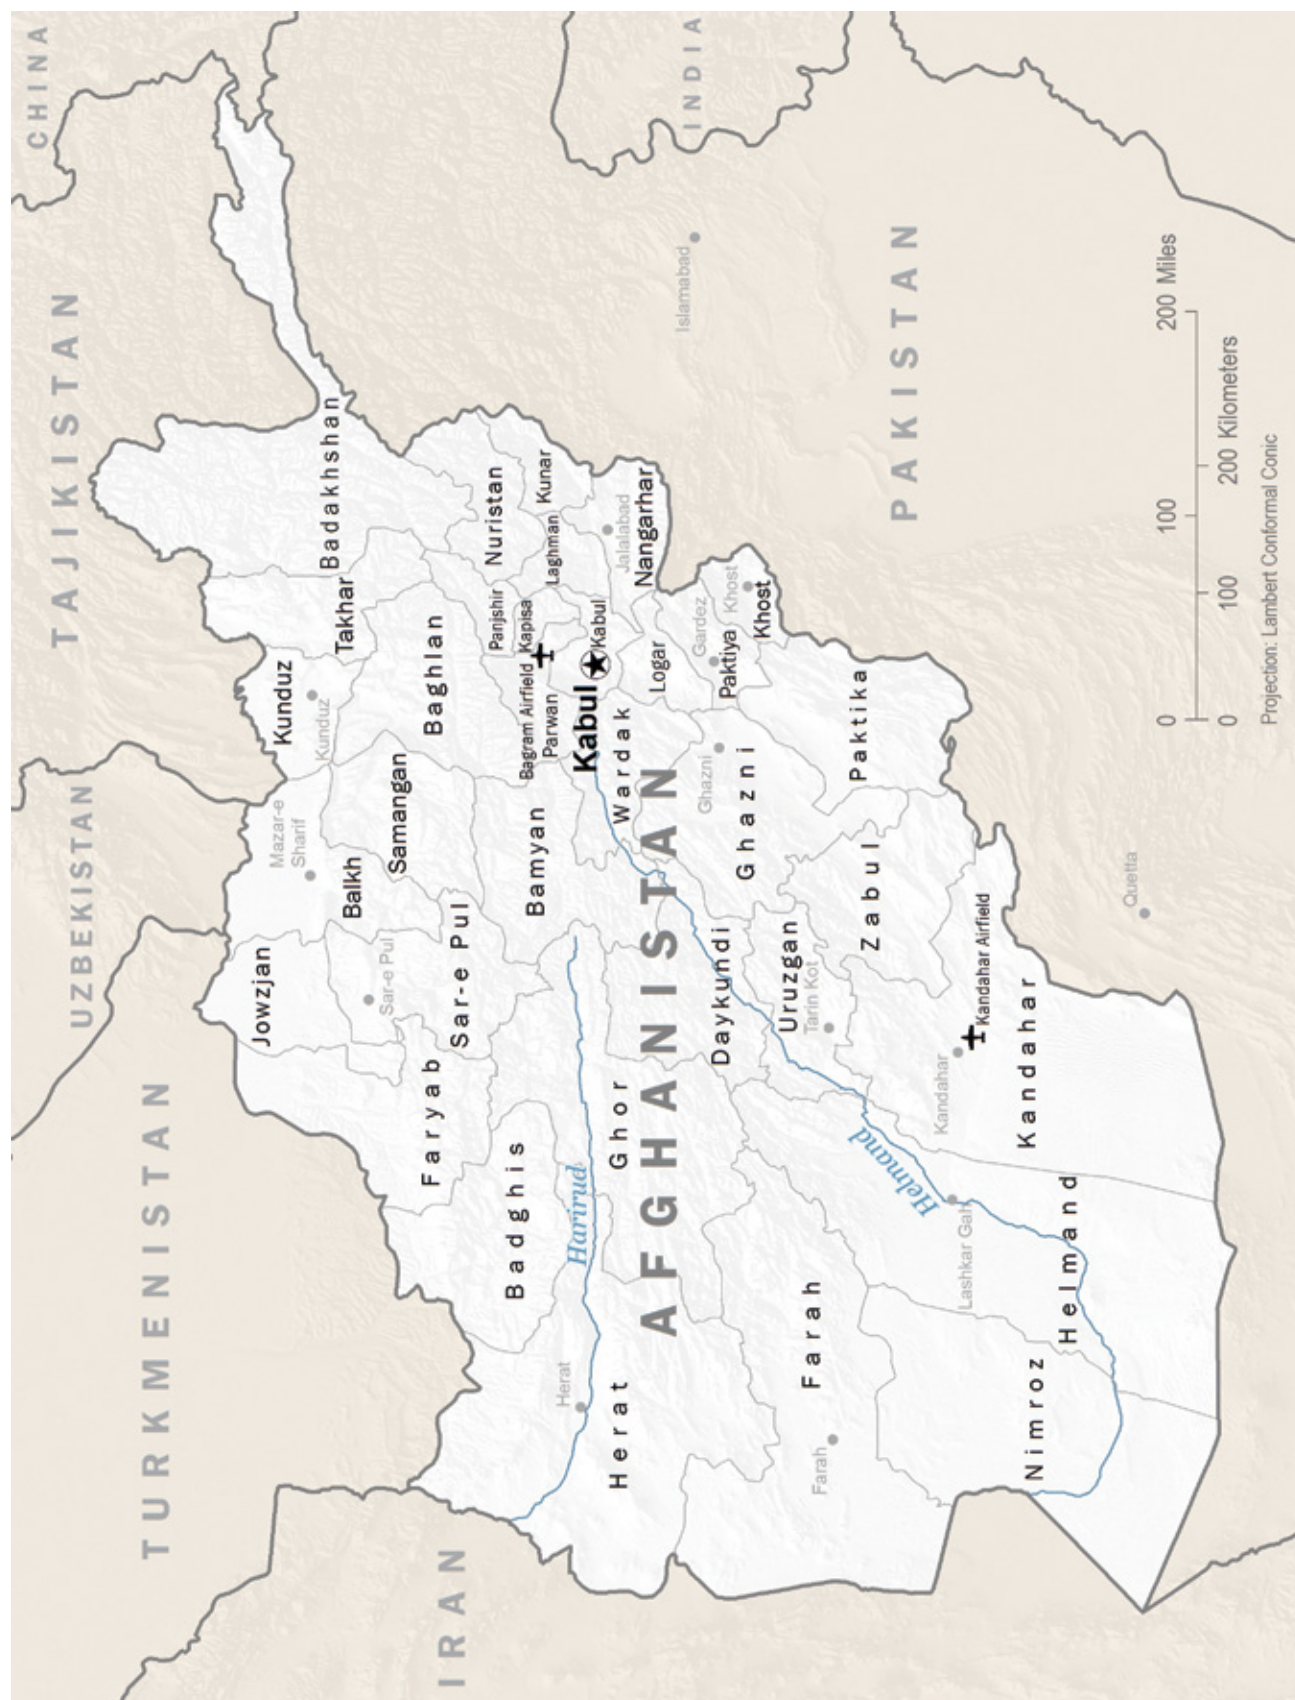 CHINA
TAJIKISTAN
UZBEKISTAN
TURKMENISTAN
IRAN
INDIA
PAKISTAN
Islamabad
Quetta
AFGHANISTAN
Jowzjan
Balkh
Mazar-e
Sharif
Kunduz
Kunduz
Takhar
Badakhshan
Faryab
Sar-e Pul
Sar-e Pul
Samangan
Baghlan
Badghis
Bamyan
Panjshir
Nuristan
Kapisa
Bagram Airfield
Parwan
Laghman
Kunar
Kabul
Kabul
Jalalabad
Nangarhar
Harirud
Herat
Herat
Ghor
Wardak
Logar
Gardez
Paktiya
Khost
Khost
Daykundi
Ghazni
Ghazni
Uruzgan
Tarin Kot
Paktika
Zabul
Farah
Farah
Helmand
Kandahar
Kandahar Airfield
Kandahar
Lashkar Gah
Helmand
Nimroz
0 100 200 Miles
0 100 200 Kilometers
Projection: Lambert Conformal Conic